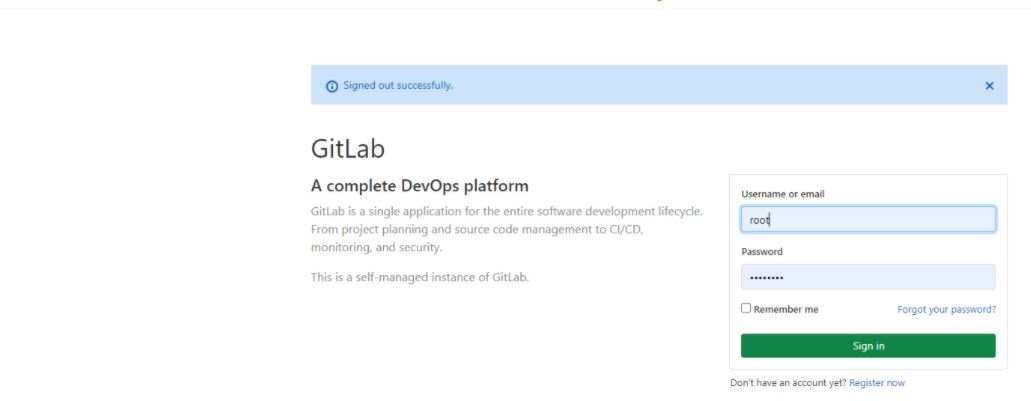 Signed out successfully.
GitLab
A complete DevOps platform
GitLab is a single application for the entire software development lifecycle.
From project planning and source code management to CI/CD,
monitoring, and security.
This is a self-managed instance of GitLab.
Username or email
root
Password
••••••••
Remember me
Forgot your password?
Sign in
Don't have an account yet? Register now